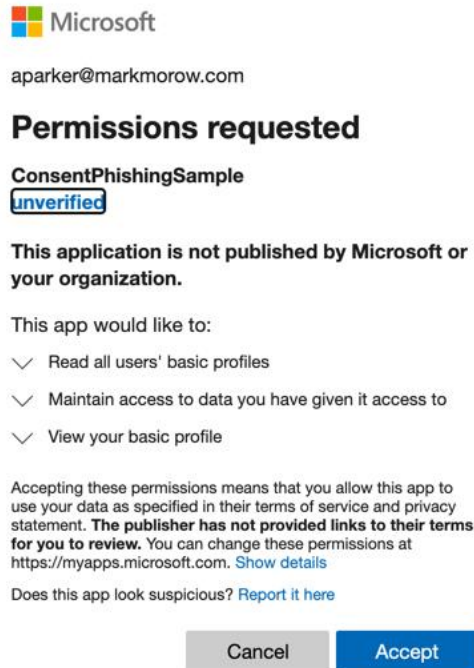 Microsoft
aparker@markmorow.com
Permissions requested
ConsentPhishingSample
unverified
This application is not published by Microsoft or
your organization.
This app would like to:
Read all users' basic profiles
Maintain access to data you have given it access to
View your basic profile
Accepting these permissions means that you allow this app to
use your data as specified in their terms of service and privacy
statement. The publisher has not provided links to their terms
for you to review. You can change these permissions at
https://myapps.microsoft.com. Show details
Does this app look suspicious? Report it here
Cancel Accept